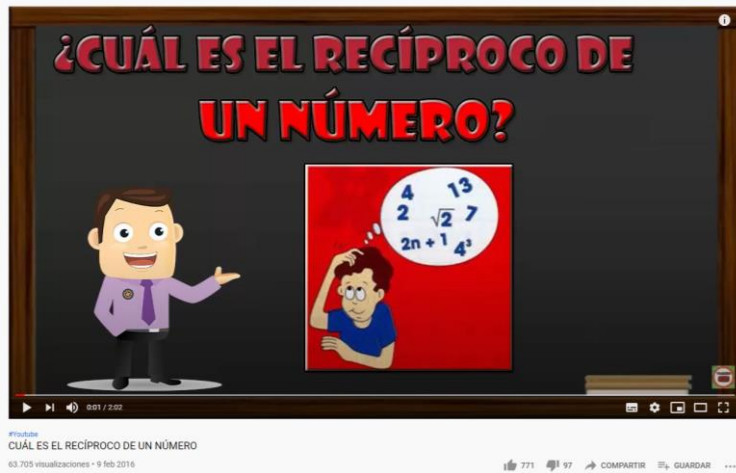 ¿CUÁL ES EL RECÍPROCO DE
UN NÚMERO?
4 13
2 √2 7
2n + 1 4³
0:01 / 2:02
#Youtube
CUÁL ES EL RECÍPROCO DE UN NÚMERO
63.705 visualizaciones • 9 feb 2016
771 97 COMPARTIR GUARDAR